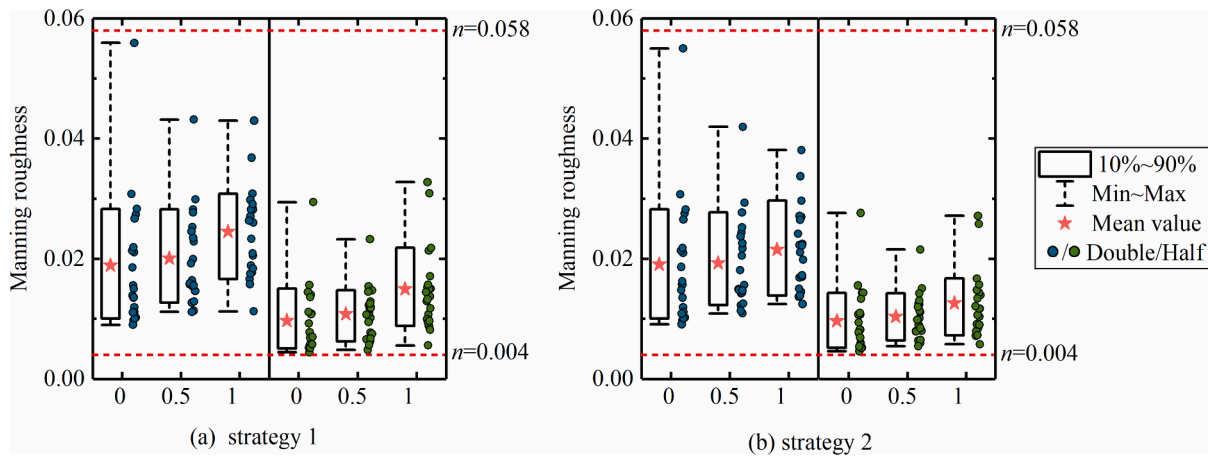 0.06
0.04
0.02
0.00
Manning roughness
n=0.058
n=0.004
0 0.5 1 0 0.5 1
(a) strategy 1
0.06
0.04
0.02
0.00
Manning roughness
n=0.058
n=0.004
0 0.5 1 0 0.5 1
(b) strategy 2
10%~90%
Min~Max
Mean value
/ Double/Half